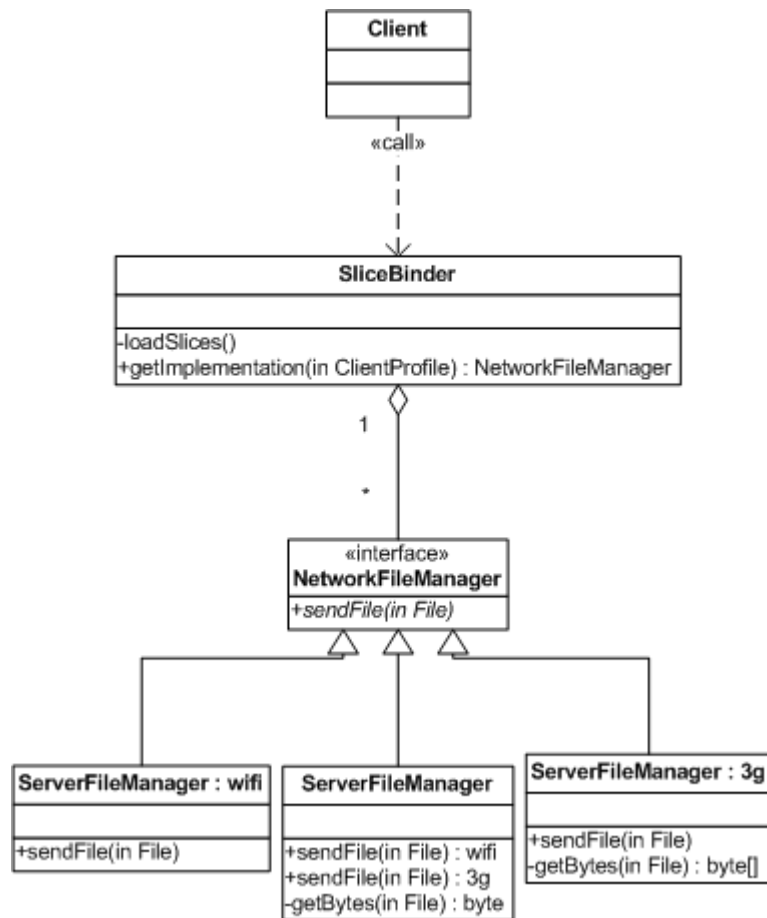 Client
«call»
SliceBinder
-loadSlices()
+getImplementation(in ClientProfile) : NetworkFileManager
1
*
«interface»
NetworkFileManager
+sendFile(in File)
ServerFileManager : wifi
+sendFile(in File)
ServerFileManager
+sendFile(in File) : wifi
+sendFile(in File) : 3g
-getBytes(in File) : byte
ServerFileManager : 3g
+sendFile(in File)
-getBytes(in File) : byte[]